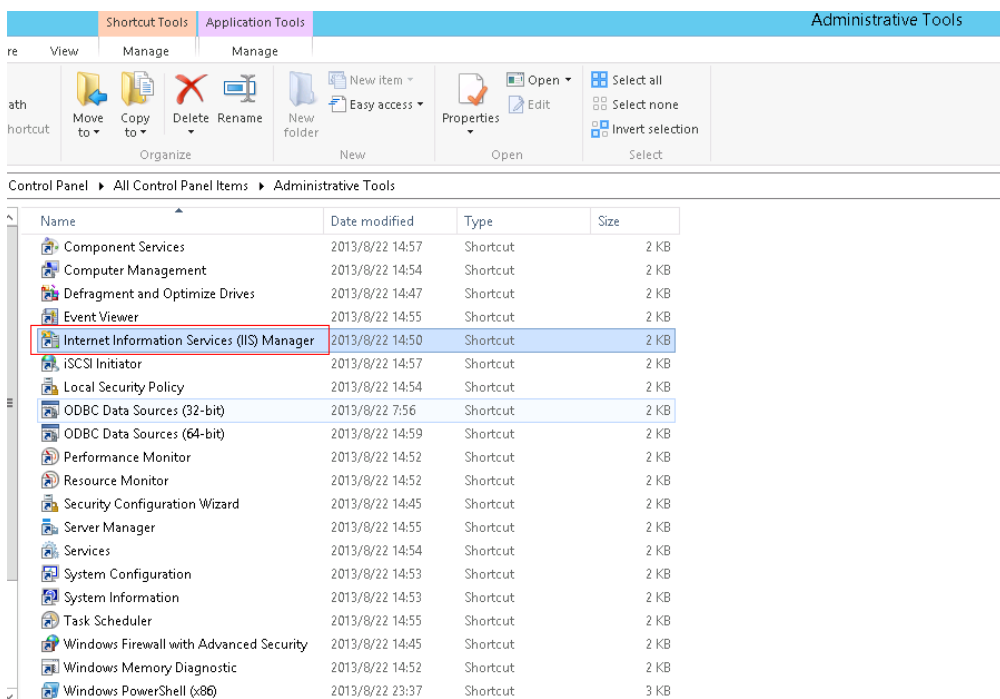 Shortcut Tools Application Tools Administrative Tools
re View Manage Manage
ath
hortcut
Move to
Copy to
Delete
Rename
New folder
New item
Easy access
Properties
Open
Edit
Select all
Select none
Invert selection
Organize New Open Select
Control Panel All Control Panel Items Administrative Tools
Name Date modified Type Size
Component Services 2013/8/22 14:57 Shortcut 2 KB
Computer Management 2013/8/22 14:54 Shortcut 2 KB
Defragment and Optimize Drives 2013/8/22 14:47 Shortcut 2 KB
Event Viewer 2013/8/22 14:55 Shortcut 2 KB
Internet Information Services (IIS) Manager 2013/8/22 14:50 Shortcut 2 KB
iSCSI Initiator 2013/8/22 14:57 Shortcut 2 KB
Local Security Policy 2013/8/22 14:54 Shortcut 2 KB
ODBC Data Sources (32-bit) 2013/8/22 7:56 Shortcut 2 KB
ODBC Data Sources (64-bit) 2013/8/22 14:59 Shortcut 2 KB
Performance Monitor 2013/8/22 14:52 Shortcut 2 KB
Resource Monitor 2013/8/22 14:52 Shortcut 2 KB
Security Configuration Wizard 2013/8/22 14:45 Shortcut 2 KB
Server Manager 2013/8/22 14:55 Shortcut 2 KB
Services 2013/8/22 14:54 Shortcut 2 KB
System Configuration 2013/8/22 14:53 Shortcut 2 KB
System Information 2013/8/22 14:53 Shortcut 2 KB
Task Scheduler 2013/8/22 14:55 Shortcut 2 KB
Windows Firewall with Advanced Security 2013/8/22 14:45 Shortcut 2 KB
Windows Memory Diagnostic 2013/8/22 14:52 Shortcut 2 KB
Windows PowerShell (x86) 2013/8/22 23:37 Shortcut 3 KB